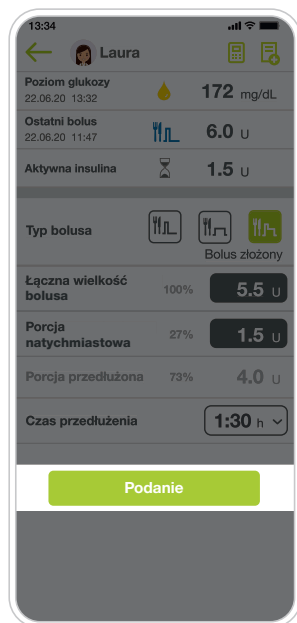 13:34
Laura
Poziom glukozy
22.06.20 13:32
172 mg/dL
Ostatni bolus
22.06.20 11:47
6.0 U
Aktywna insulina
1.5 U
Typ bolusa
Bolus złożony
Łączna wielkość
bolusa
100%
5.5 U
Porcja
natychmiastowa
27%
1.5 U
Porcja przedłużona 73% 4.0 U
Czas przedłużenia 1:30 h
Podanie